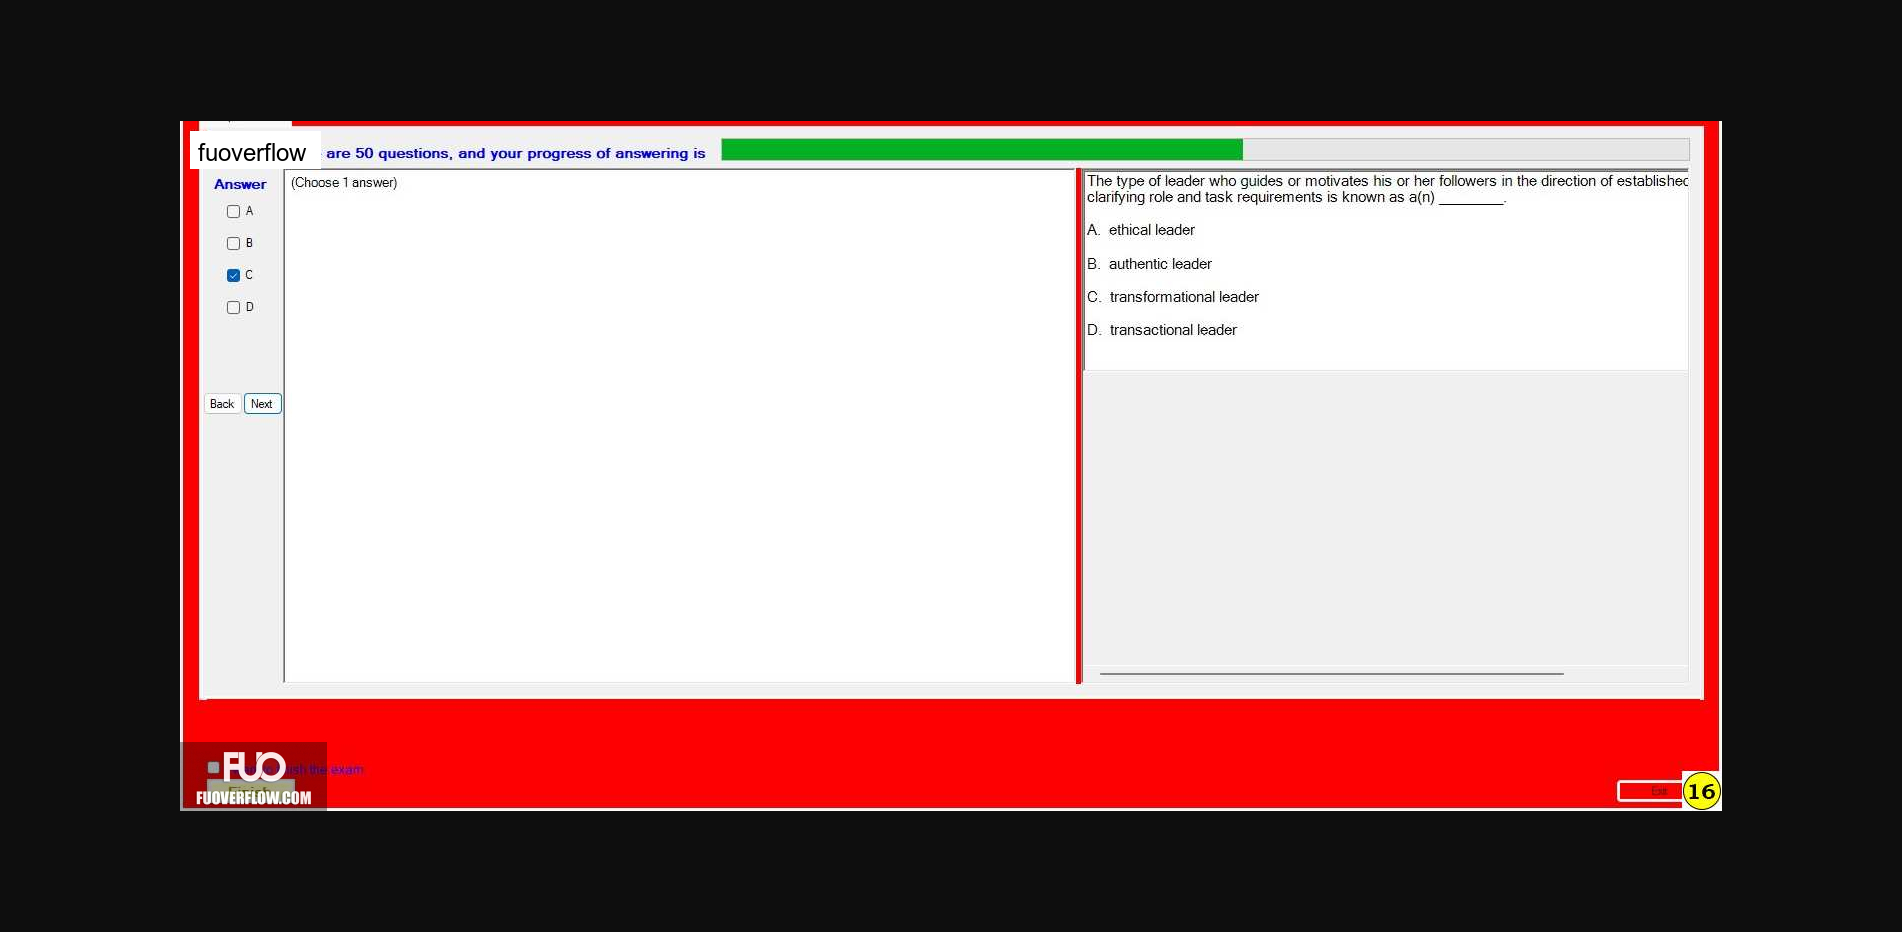 fuoverflow are 50 questions, and your progress of answering is
Answer
(Choose 1 answer)
A
B
C
D
Back Next
The type of leader who guides or motivates his or her followers in the direction of established
clarifying role and task requirements is known as a(n) ________.
A. ethical leader
B. authentic leader
C. transformational leader
D. transactional leader
FUO
the exam
Finish
FUOVERFLOW.COM
Exit
16